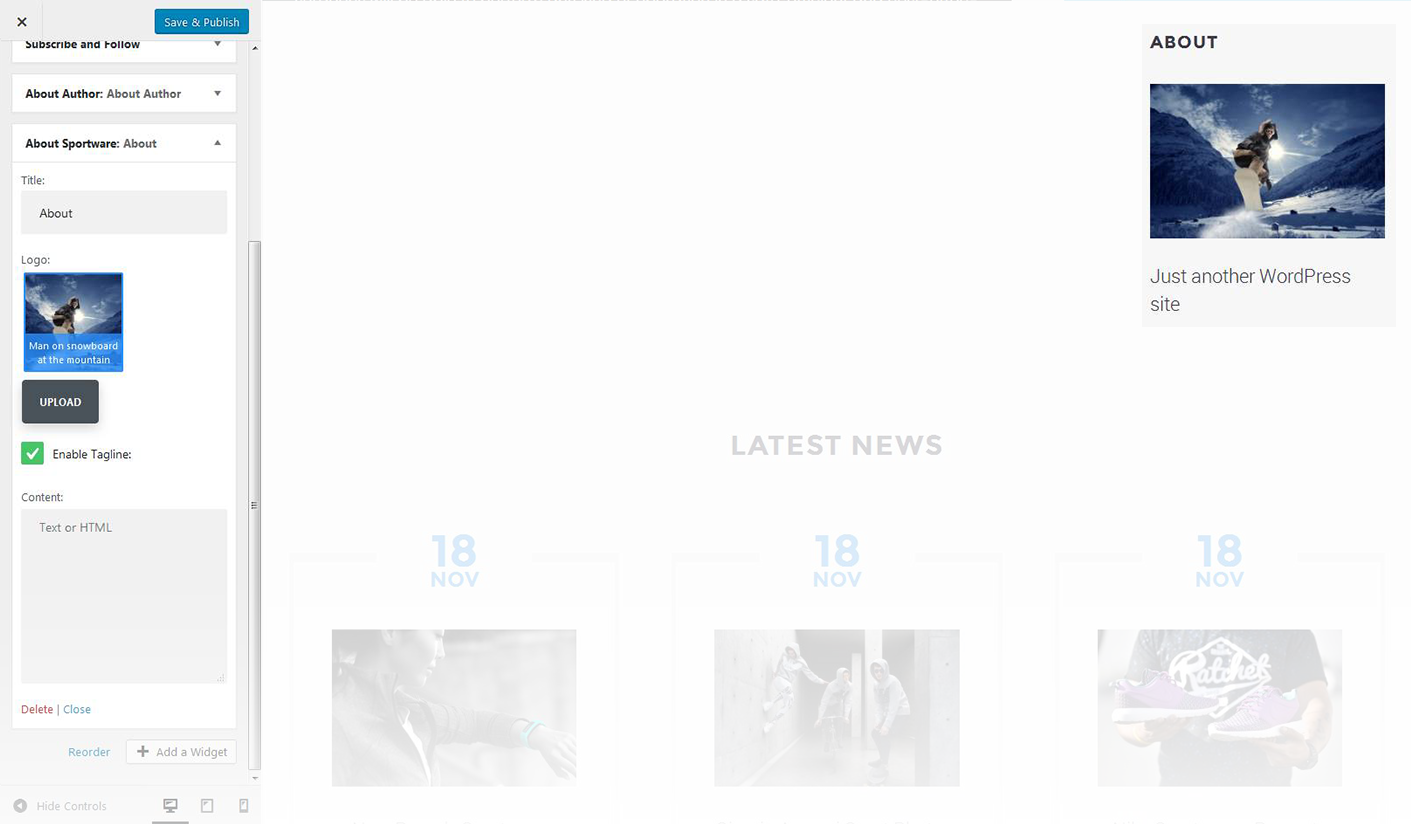 Save & Publish
Subscribe and Follow
About Author: About Author
About Sportware: About
Title:
About
Logo:
Man on snowboard
at the mountain
UPLOAD
Enable Tagline:
Content:
Text or HTML
Delete | Close
Reorder
Add a Widget
Hide Controls
ABOUT
Just another WordPress
site
LATEST NEWS
18
NOV
18
NOV
18
NOV
Ratchet